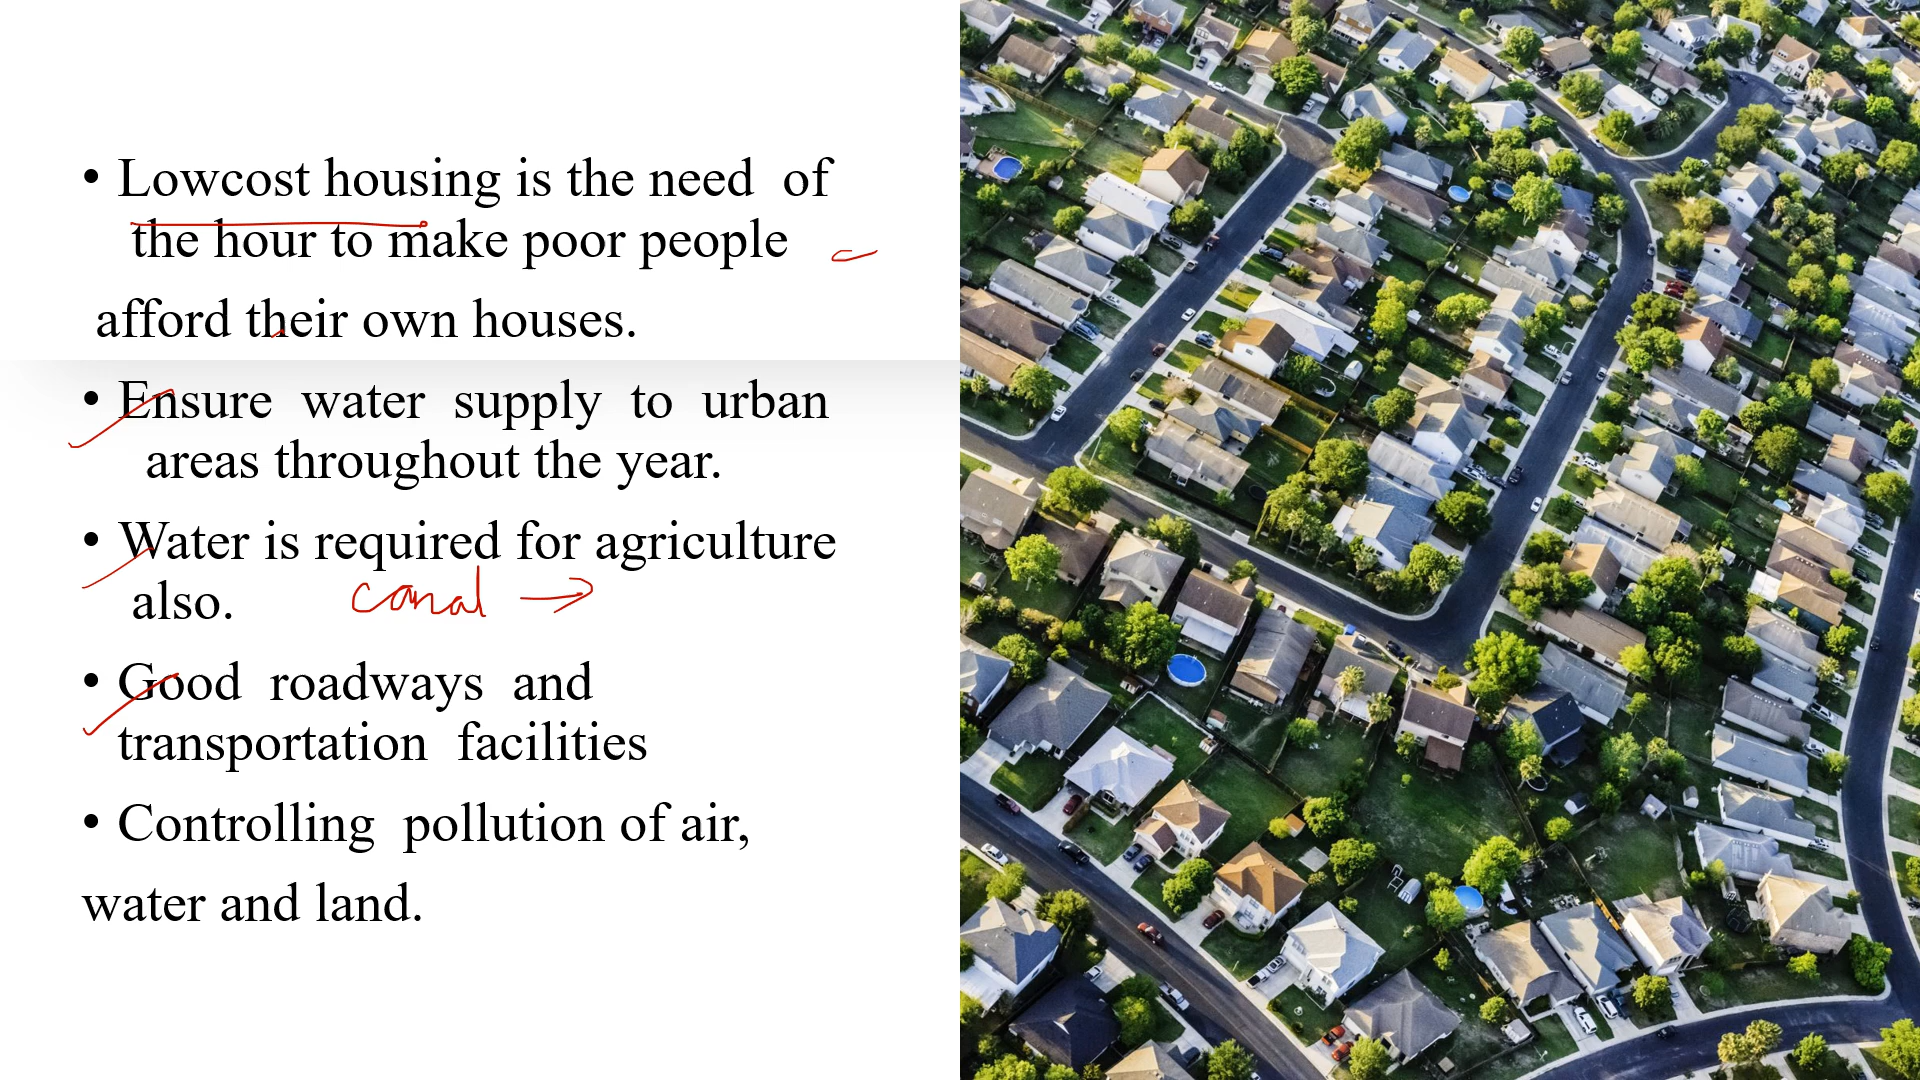 • Lowcost housing is the need of
the hour to make poor people
afford their own houses.
• Ensure water supply to urban
areas throughout the year.
• Water is required for agriculture
also. canal →
• Good roadways and
transportation facilities
• Controlling pollution of air,
water and land.